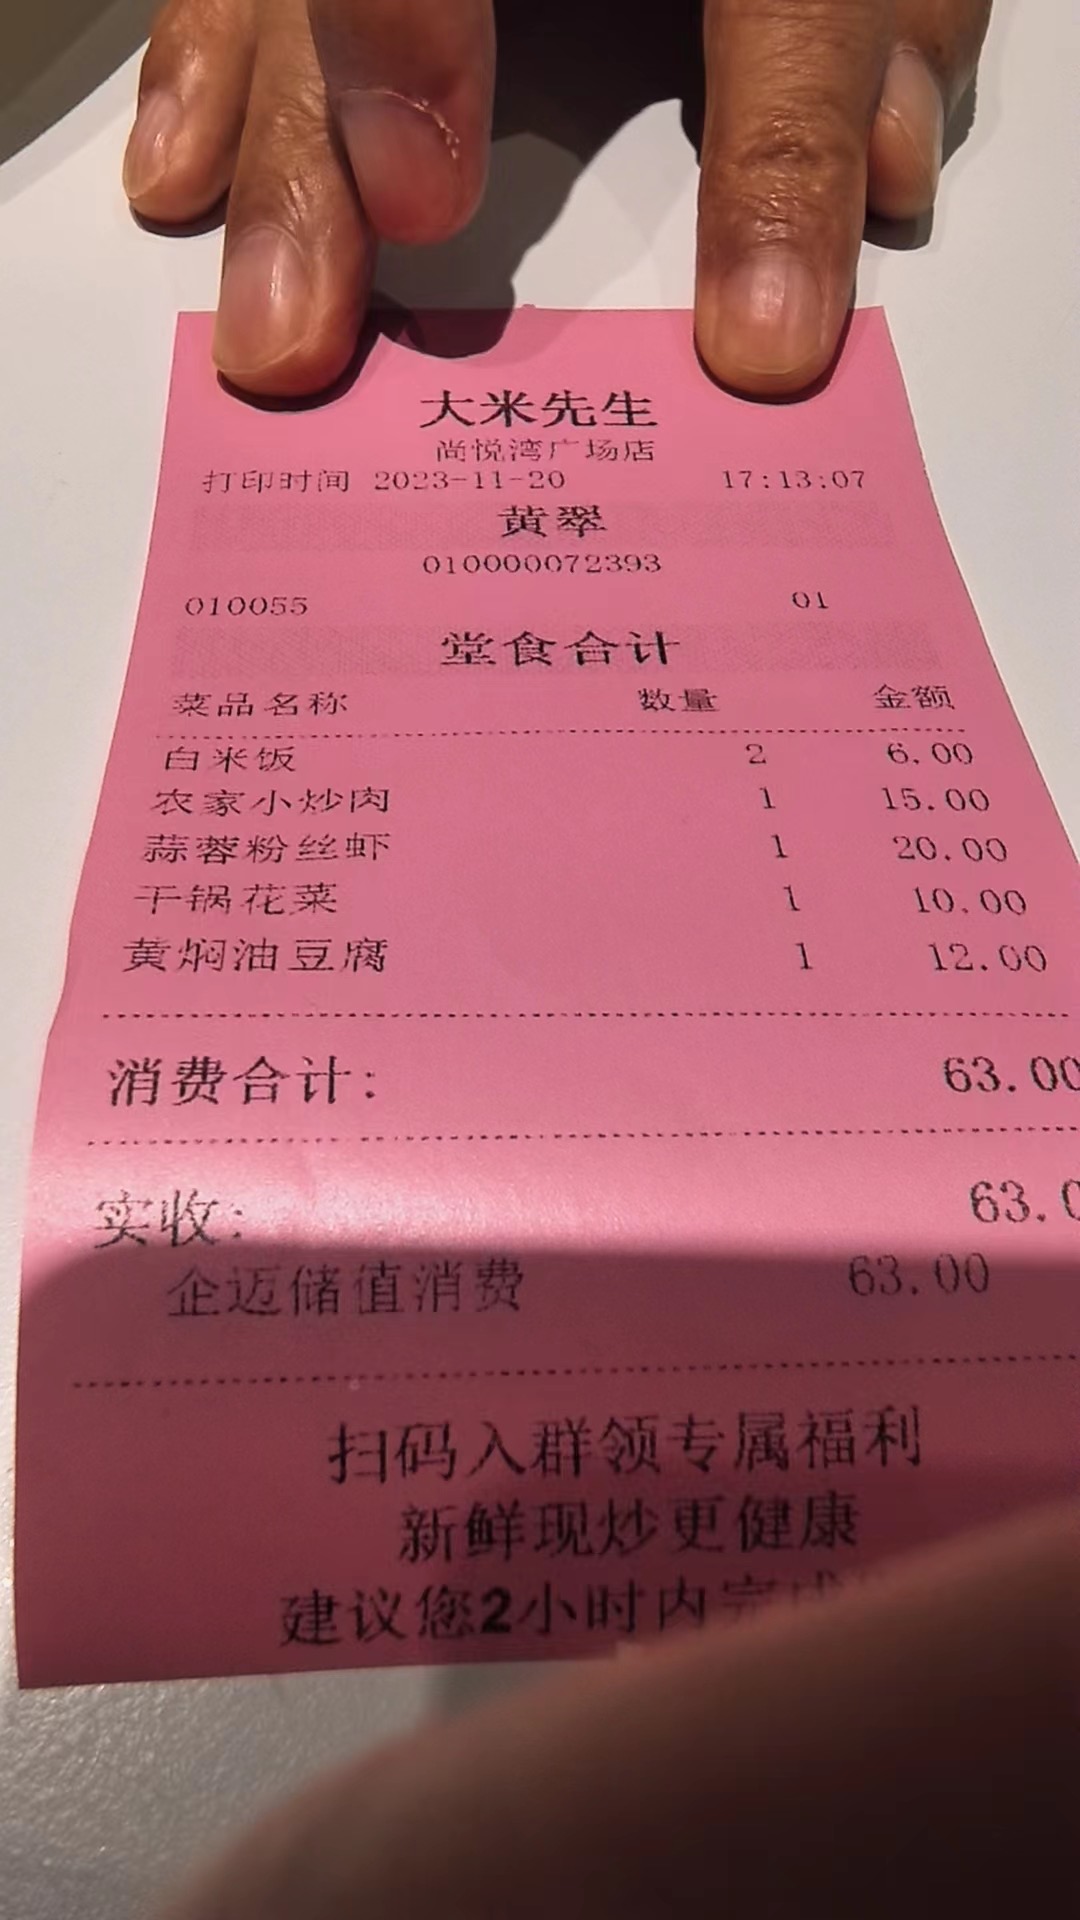 大米先生
尚悦湾广场店
打印时间 2023-11-20 17:13:07
黄翠
010000072393
010055 01
堂食合计
菜品名称 数量 金额
白米饭 2 6.00
农家小炒肉 1 15.00
蒜蓉粉丝虾 1 20.00
干锅花菜 1 10.00
黄焖油豆腐 1 12.00
消费合计: 63.00
实收: 63.0
企迈储值消费 63.00
扫码入群领专属福利
新鲜现炒更健康
建议您2小时内完成